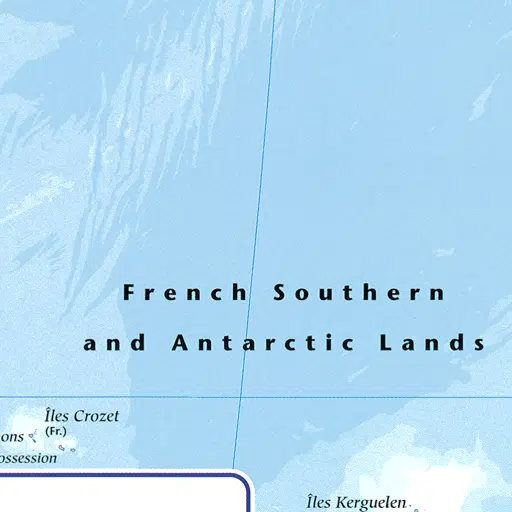 French Southern
and Antarctic Lands
Îles Crozet
(Fr.)
ons
ossession
Îles Kerguelen